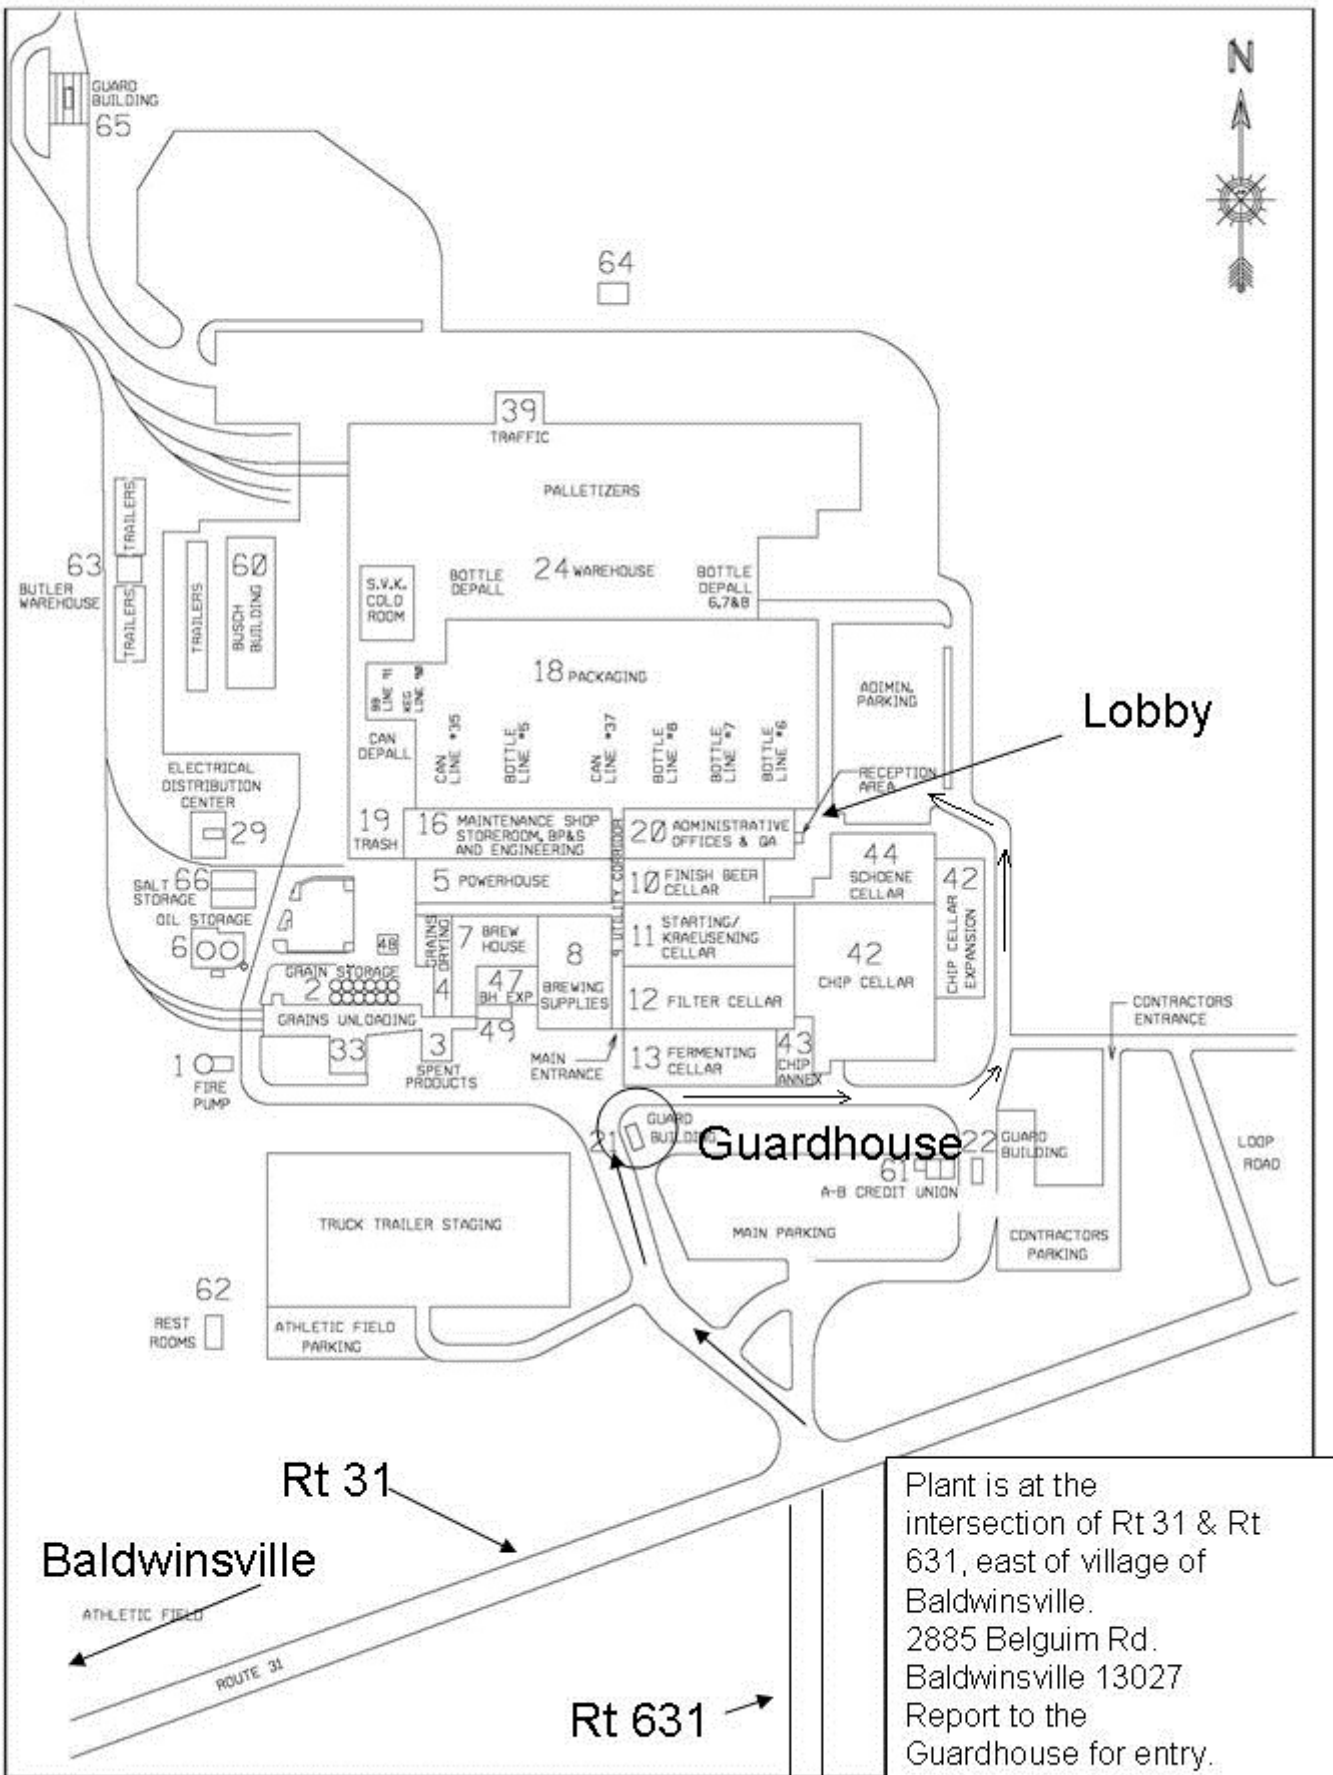 N
GUARD
BUILDING
65
64
39
TRAFFIC
PALLETIZERS
TRAILERS
63
BUTLER
WAREHOUSE
TRAILERS
TRAILERS
60
BUSCH
BUILDING
S.V.K.
COLD
ROOM
BOTTLE
DEPALL
24 WAREHOUSE
BOTTLE
DEPALL
6,7&8
18 PACKAGING
LINE
KEG
LINE
CAN
DEPALL
CAN
LINE #35
BOTTLE
LINE #5
CAN
LINE #37
BOTTLE
LINE #8
BOTTLE
LINE #7
BOTTLE
LINE #6
ADIMIN.
PARKING
Lobby
RECEPTION
AREA
ELECTRICAL
DISTRIBUTION
CENTER
29
19
TRASH
16 MAINTENANCE SHOP
STOREROOM, BP&S
AND ENGINEERING
20 ADMINISTRATIVE
OFFICES & QA
5 POWERHOUSE
9 UTILITY CORRIDOR
10 FINISH BEER
CELLAR
44
SCHOENE
CELLAR
42
CHIP CELLAR
EXPANSION
SALT 66
STORAGE
OIL STORAGE
6
48
GRAINS
DRYING
4
7 BREW
HOUSE
8
BREWING
SUPPLIES
11 STARTING/
KRAEUSENING
CELLAR
42
CHIP CELLAR
GRAIN STORAGE
2
GRAINS UNLOADING
47
BH EXP
49
12 FILTER CELLAR
33
3
SPENT
PRODUCTS
MAIN
ENTRANCE
13 FERMENTING
CELLAR
43
CHIP
ANNEX
CONTRACTORS
ENTRANCE
1
FIRE
PUMP
21
GUARD
BUILDING
Guardhouse
22 GUARD
BUILDING
61
A-B CREDIT UNION
LOOP
ROAD
TRUCK TRAILER STAGING
MAIN PARKING
CONTRACTORS
PARKING
62
REST
ROOMS
ATHLETIC FIELD
PARKING
Rt 31
Baldwinsville
ATHLETIC FIELD
ROUTE 31
Rt 631
Plant is at the
intersection of Rt 31 & Rt
631, east of village of
Baldwinsville.
2885 Belguim Rd.
Baldwinsville 13027
Report to the
Guardhouse for entry.